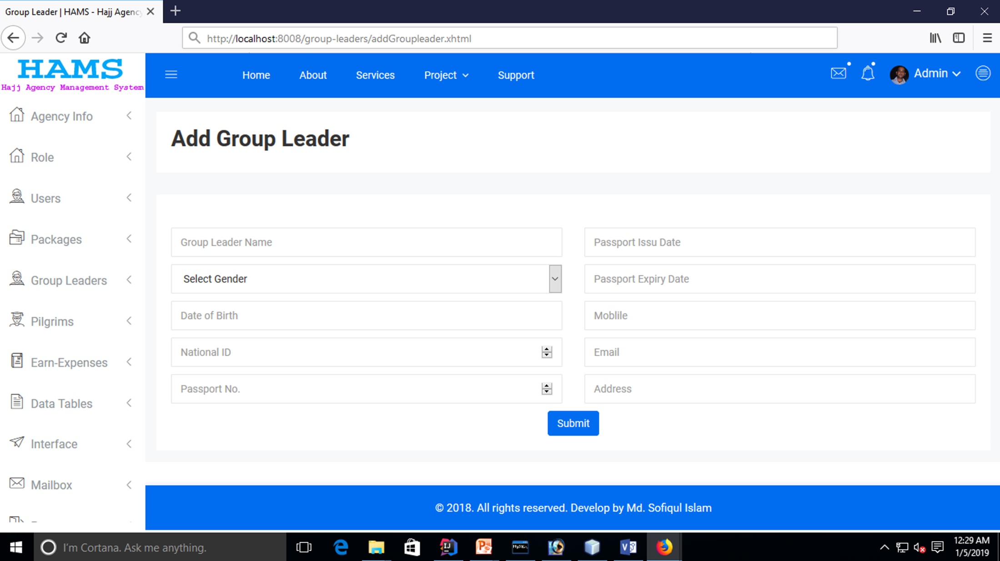 Group Leader | HAMS - Hajj Agency
http://localhost:8008/group-leaders/addGroupleader.xhtml
HAMS
Hajj Agency Management System
Home About Services Project Support
Admin
Agency Info
Role
Users
Packages
Group Leaders
Pilgrims
Earn-Expenses
Data Tables
Interface
Mailbox
Add Group Leader
Group Leader Name
Select Gender
Date of Birth
National ID
Passport No.
Passport Issu Date
Passport Expiry Date
Moblile
Email
Address
Submit
© 2018. All rights reserved. Develop by Md. Sofiqul Islam
I'm Cortana. Ask me anything.
12:29 AM
1/5/2019